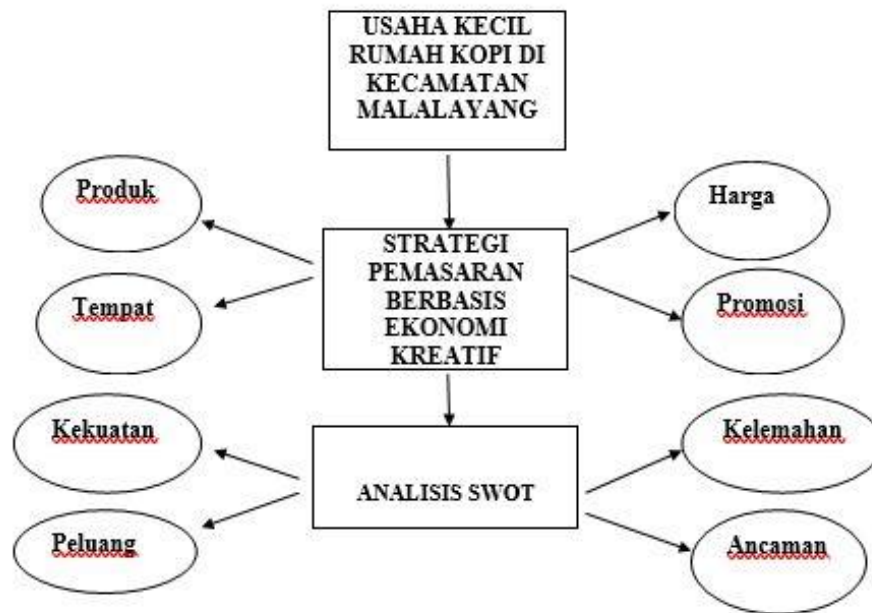 USAHA KECIL
RUMAH KOPI DI
KECAMATAN
MALALAYANG
Produk
Harga
STRATEGI
PEMASARAN
BERBASIS
EKONOMI
KREATIF
Tempat
Promosi
Kekuatan
Kelemahan
ANALISIS SWOT
Peluang
Ancaman